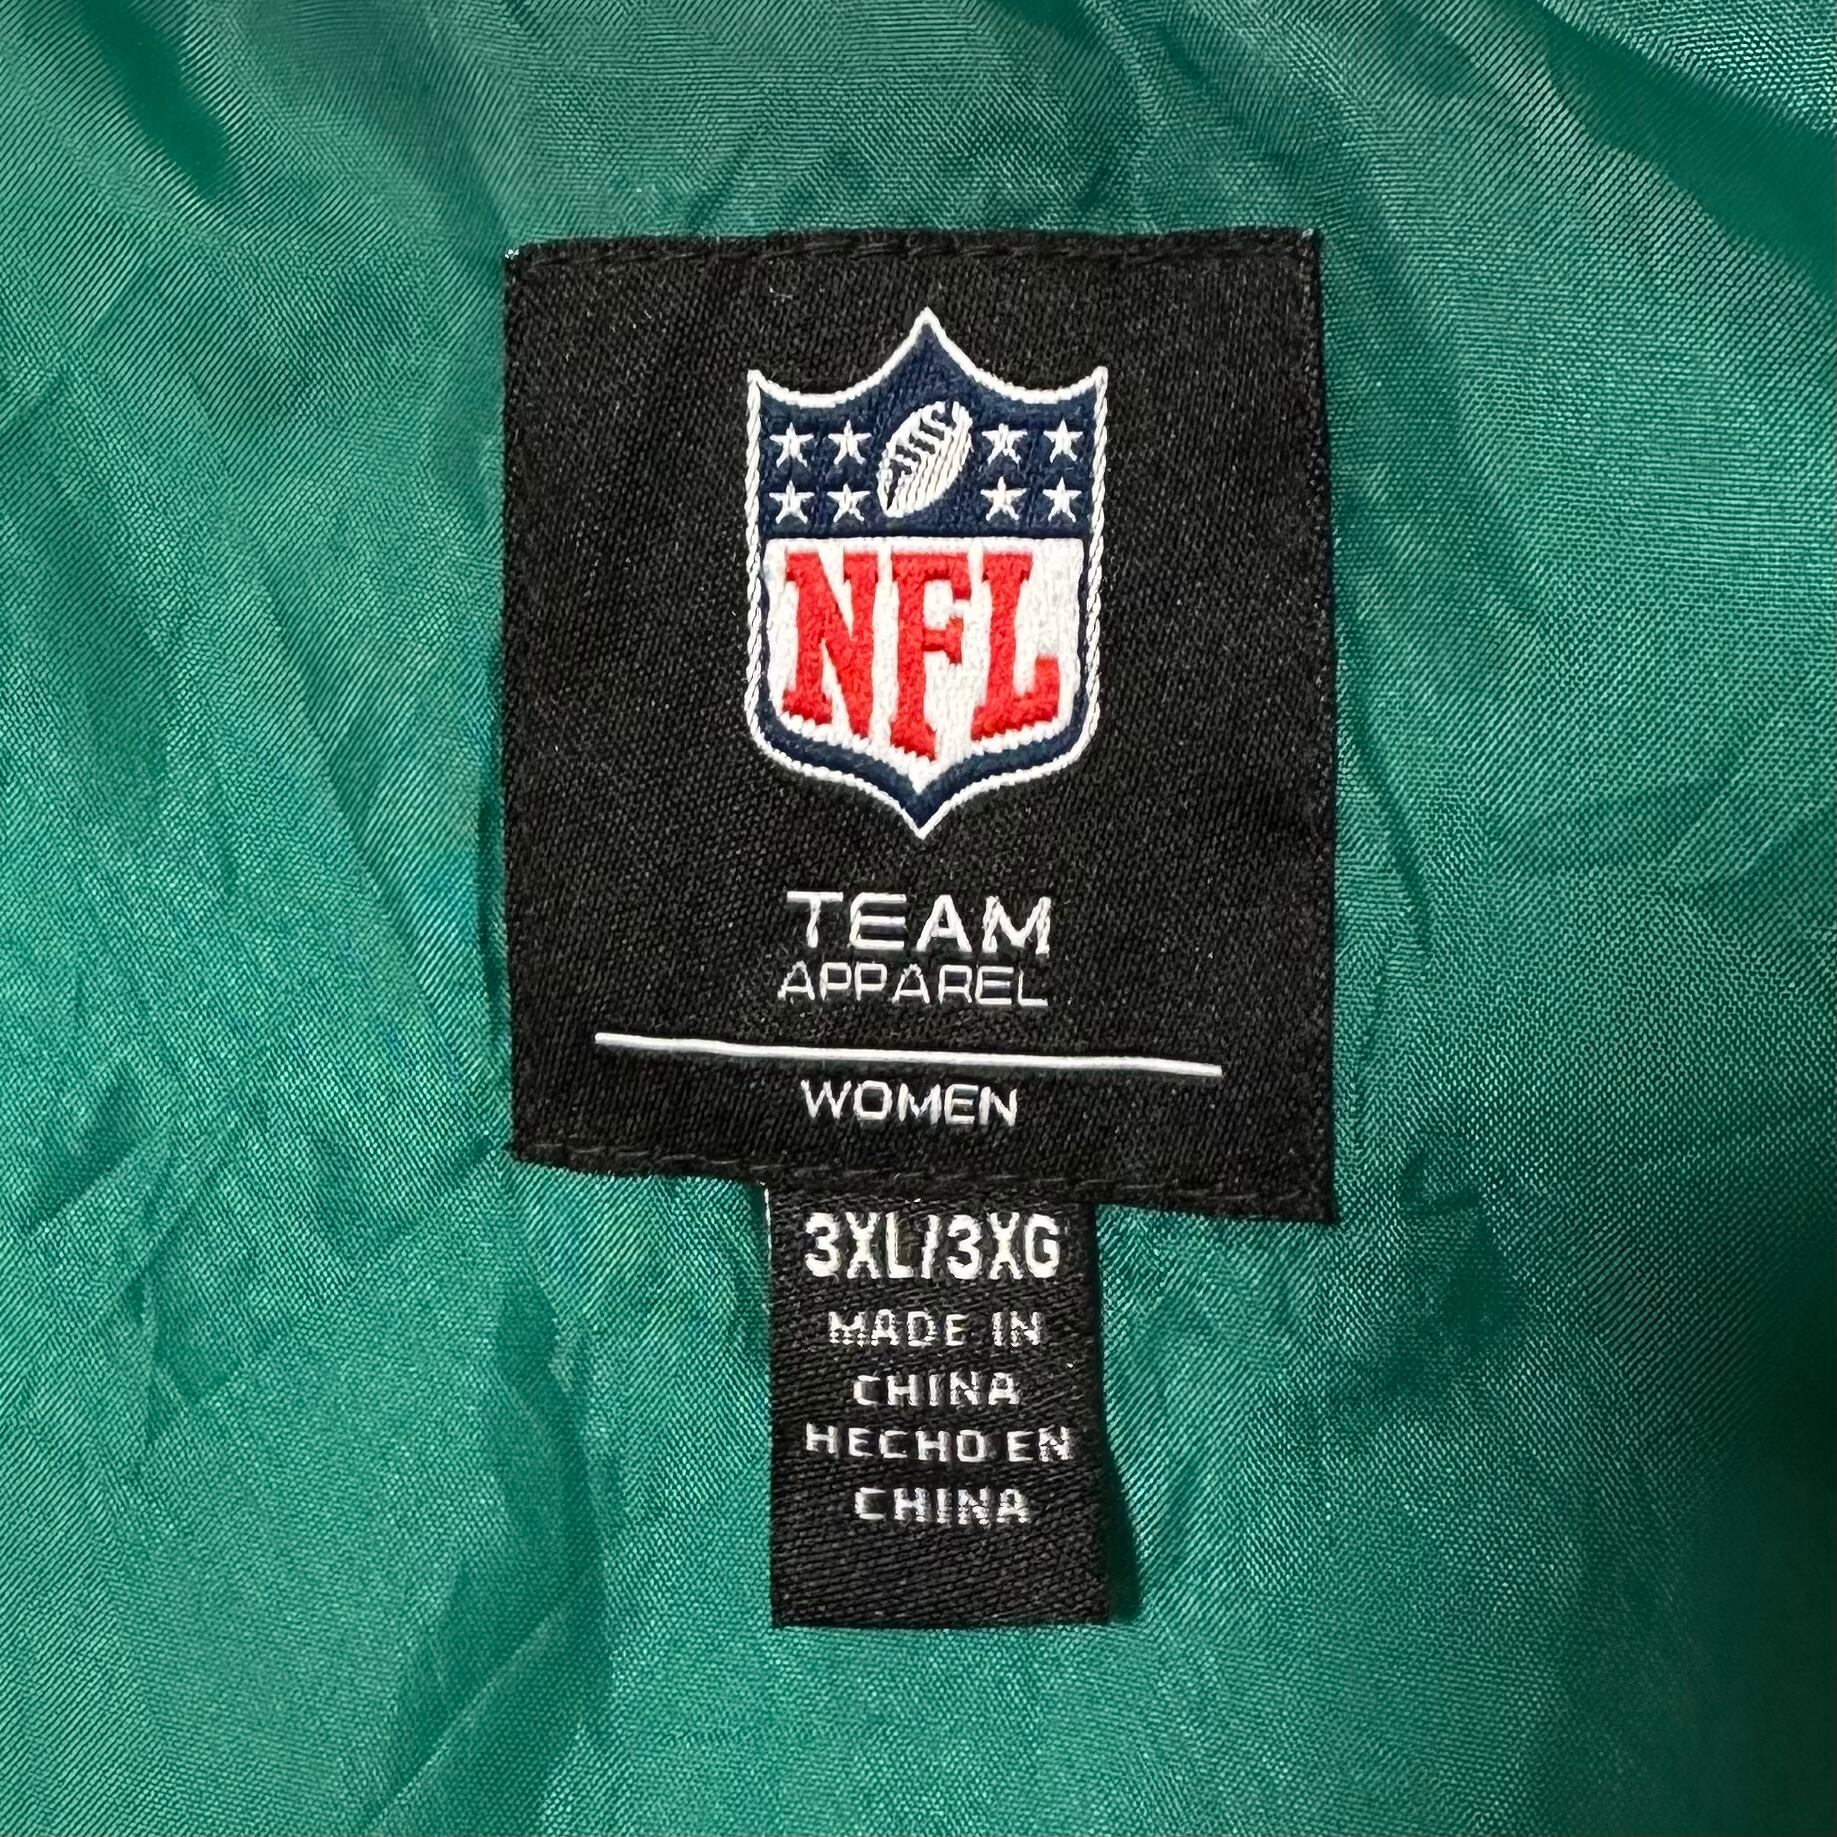 NFL
TEAM
APPAREL
WOMEN
3XL/3XG
MADE IN
CHINA
HECHO EN
CHINA